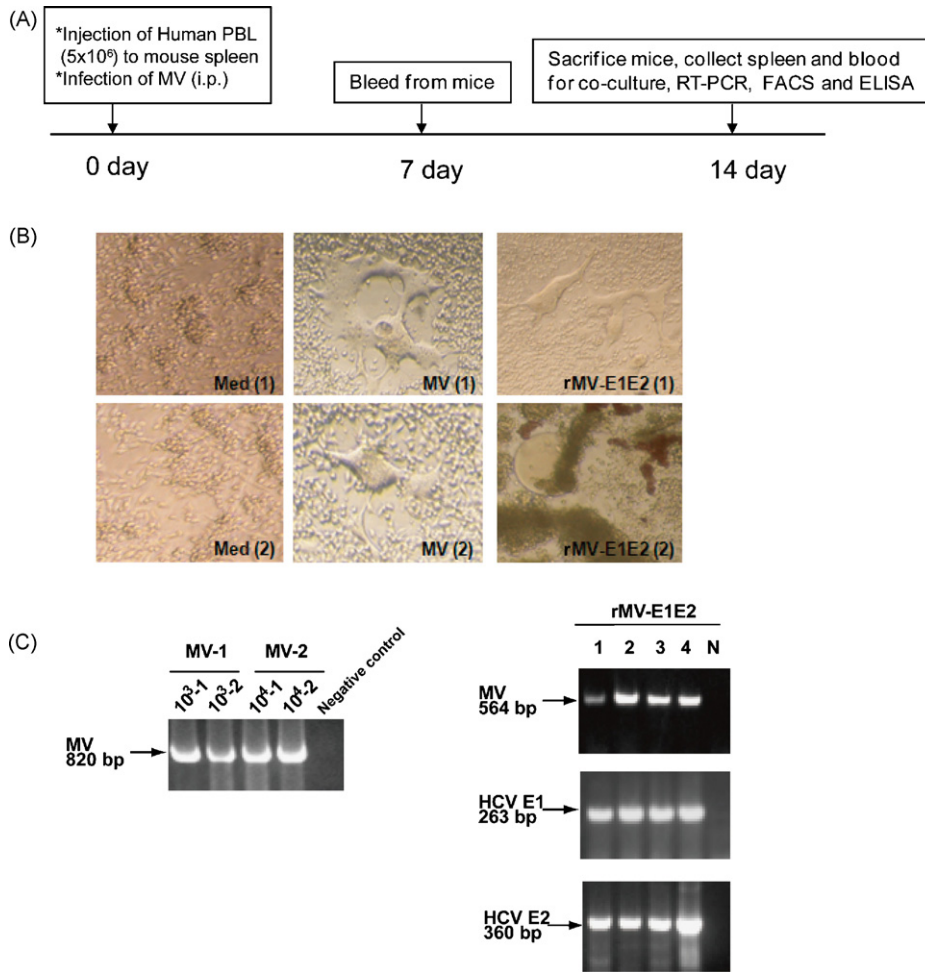 (A)
*Injection of Human PBL
(5x10⁶) to mouse spleen
*Infection of MV (i.p.)
Bleed from mice
Sacrifice mice, collect spleen and blood
for co-culture, RT-PCR, FACS and ELISA
0 day
7 day
14 day
(B)
Med (1)
MV (1)
rMV-E1E2 (1)
Med (2)
MV (2)
rMV-E1E2 (2)
(C)
MV-1
MV-2
Negative control
10³-1
10³-2
10⁴-1
10⁴-2
MV
820 bp
rMV-E1E2
1 2 3 4 N
MV
564 bp
HCV E1
263 bp
HCV E2
360 bp